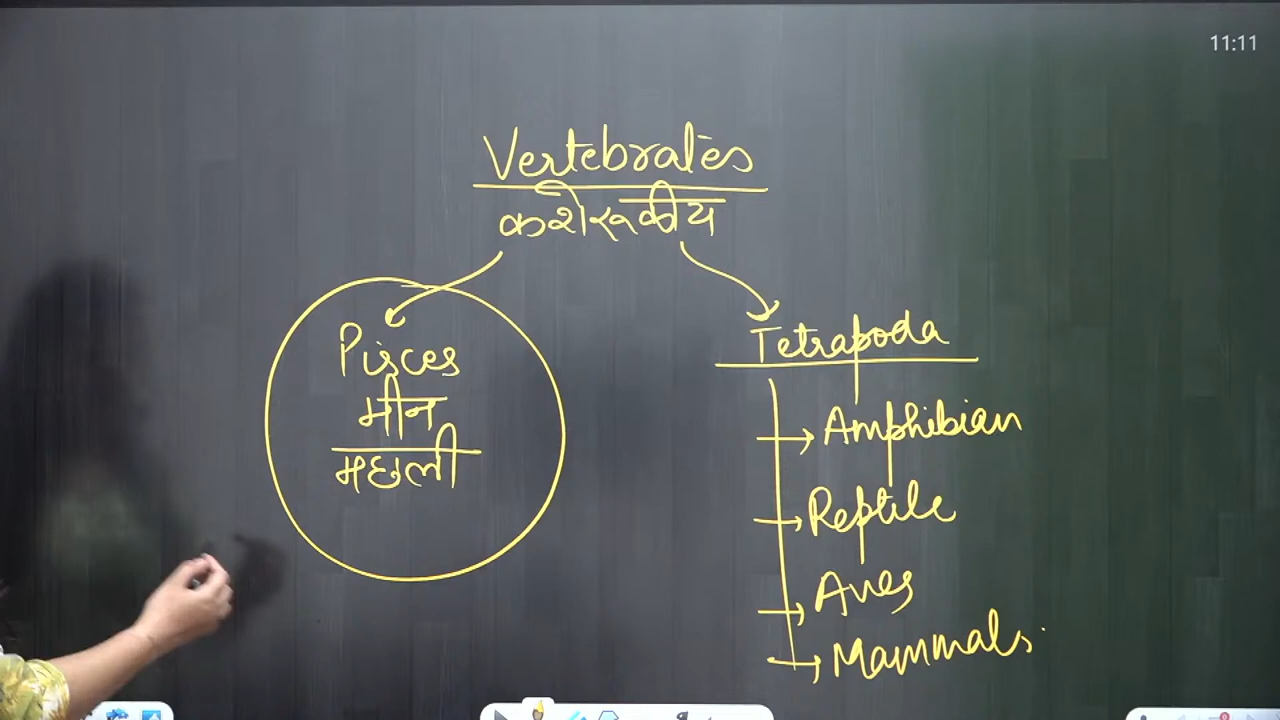 11:11
Vertebrates
कशेरुकीय
Pisces
मीन
मछली
Tetrapoda
Amphibian
Reptile
Aves
Mammals